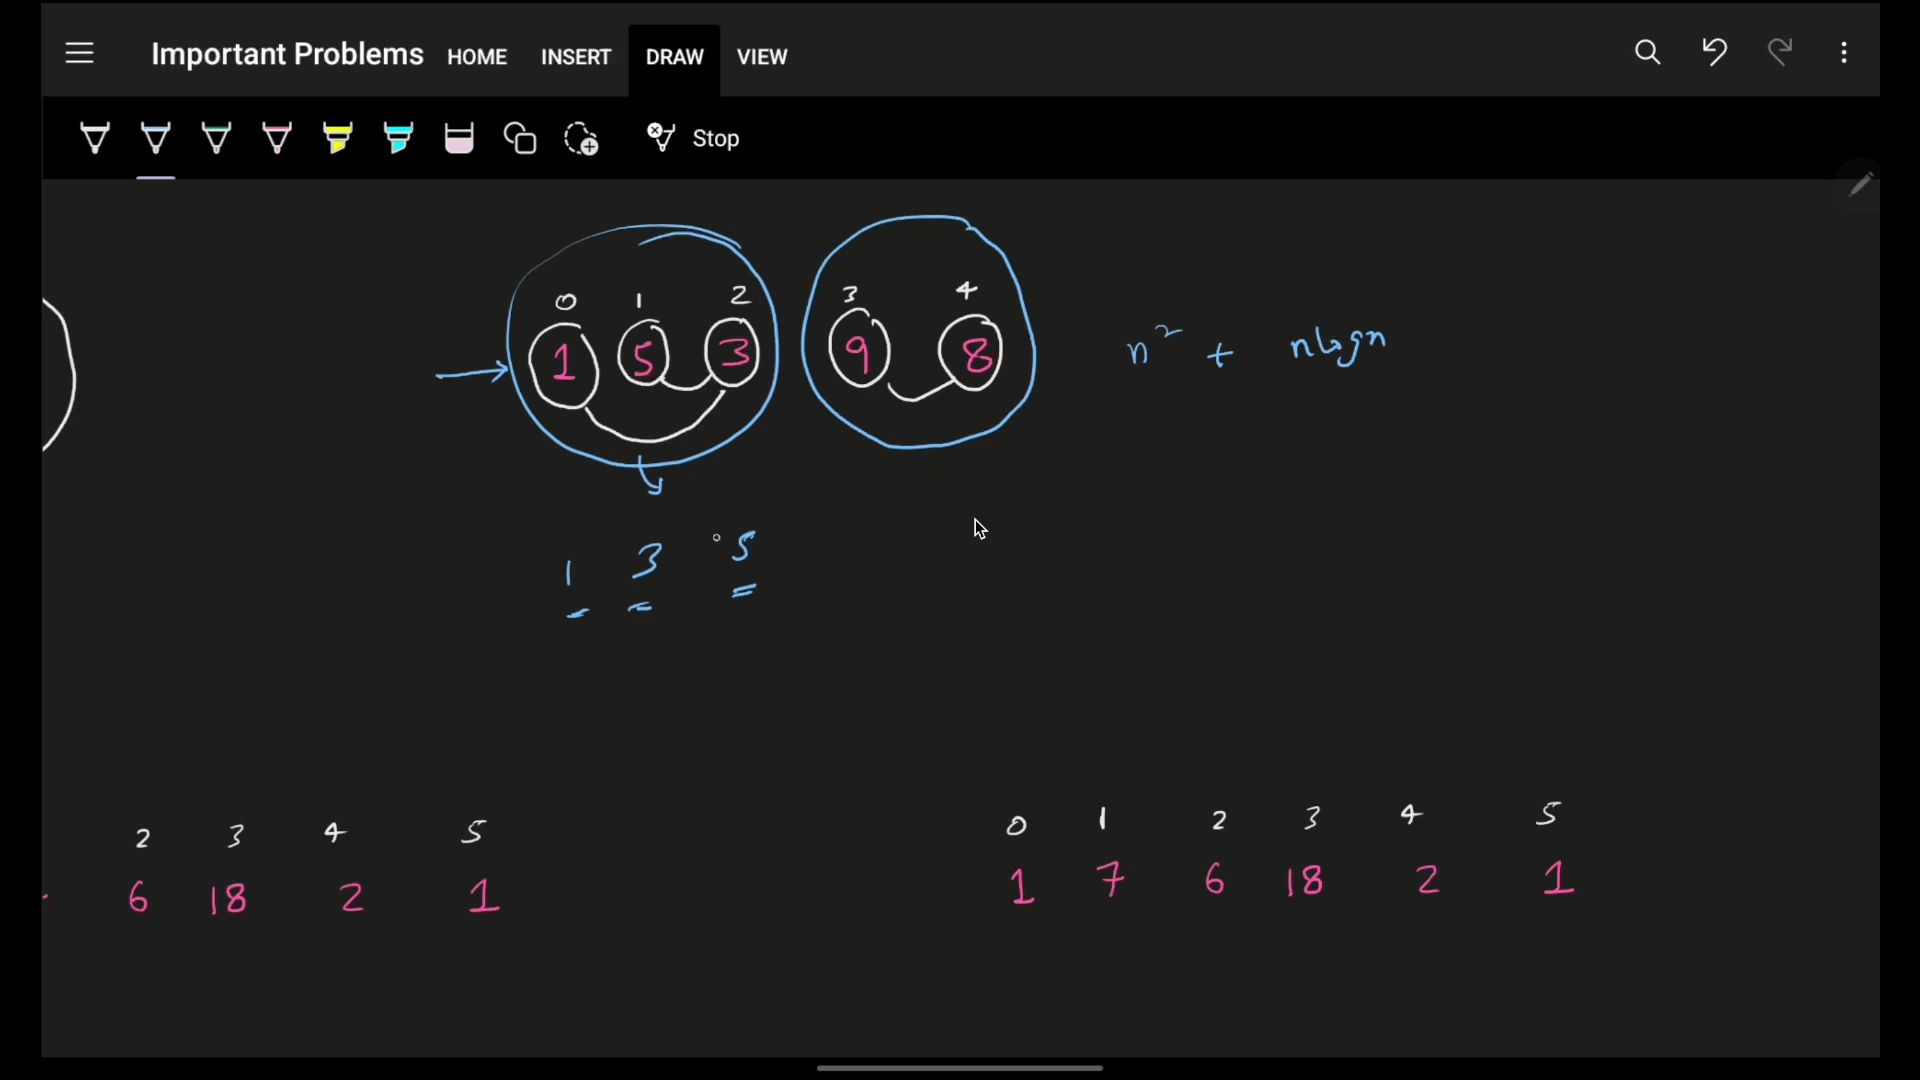 Important Problems HOME INSERT DRAW VIEW
Stop
0 1 2 3 4
1 5 3 9 8
n² + nlogn
1 3 5
2 3 4 5
6 18 2 1
0 1 2 3 4 5
1 7 6 18 2 1